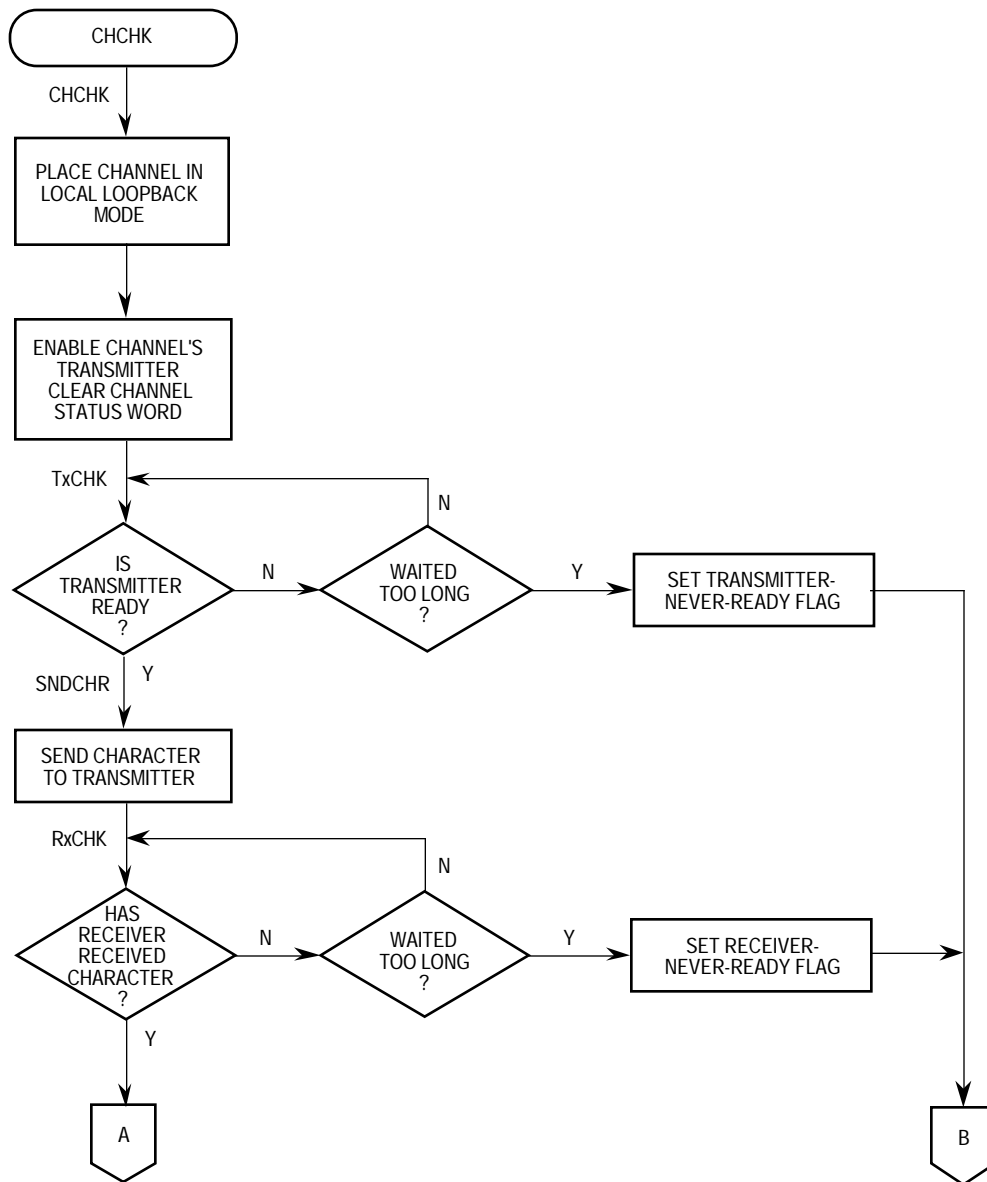 CHCHK
CHCHK
PLACE CHANNEL IN
LOCAL LOOPBACK
MODE
ENABLE CHANNEL'S
TRANSMITTER
CLEAR CHANNEL
STATUS WORD
TxCHK
N
IS
TRANSMITTER
READY
?
N
WAITED
TOO LONG
?
Y
SET TRANSMITTER-
NEVER-READY FLAG
SNDCHR
Y
SEND CHARACTER
TO TRANSMITTER
RxCHK
N
HAS
RECEIVER
RECEIVED
CHARACTER
?
N
WAITED
TOO LONG
?
Y
SET RECEIVER-
NEVER-READY FLAG
Y
A
B